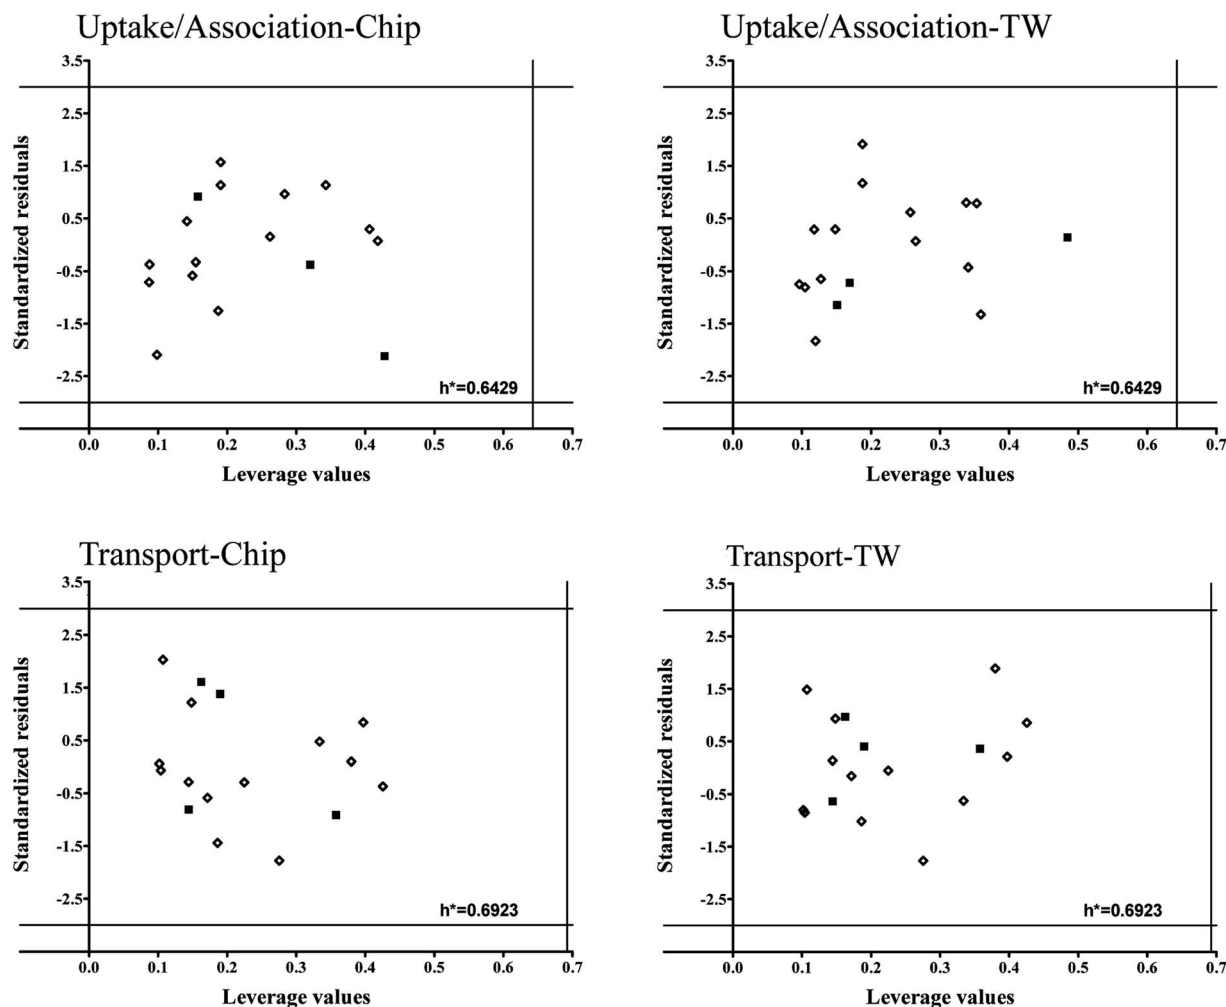 Uptake/Association-Chip
3.5
2.5
1.5
0.5
-0.5
-1.5
-2.5
Standardized residuals
h*=0.6429
0.0 0.1 0.2 0.3 0.4 0.5 0.6 0.7
Leverage values
Uptake/Association-TW
3.5
2.5
1.5
0.5
-0.5
-1.5
-2.5
Standardized residuals
h*=0.6429
0.0 0.1 0.2 0.3 0.4 0.5 0.6 0.7
Leverage values
Transport-Chip
3.5
2.5
1.5
0.5
-0.5
-1.5
-2.5
Standardized residuals
h*=0.6923
0.0 0.1 0.2 0.3 0.4 0.5 0.6 0.7
Leverage values
Transport-TW
3.5
2.5
1.5
0.5
-0.5
-1.5
-2.5
Standardized residuals
h*=0.6923
0.0 0.1 0.2 0.3 0.4 0.5 0.6 0.7
Leverage values